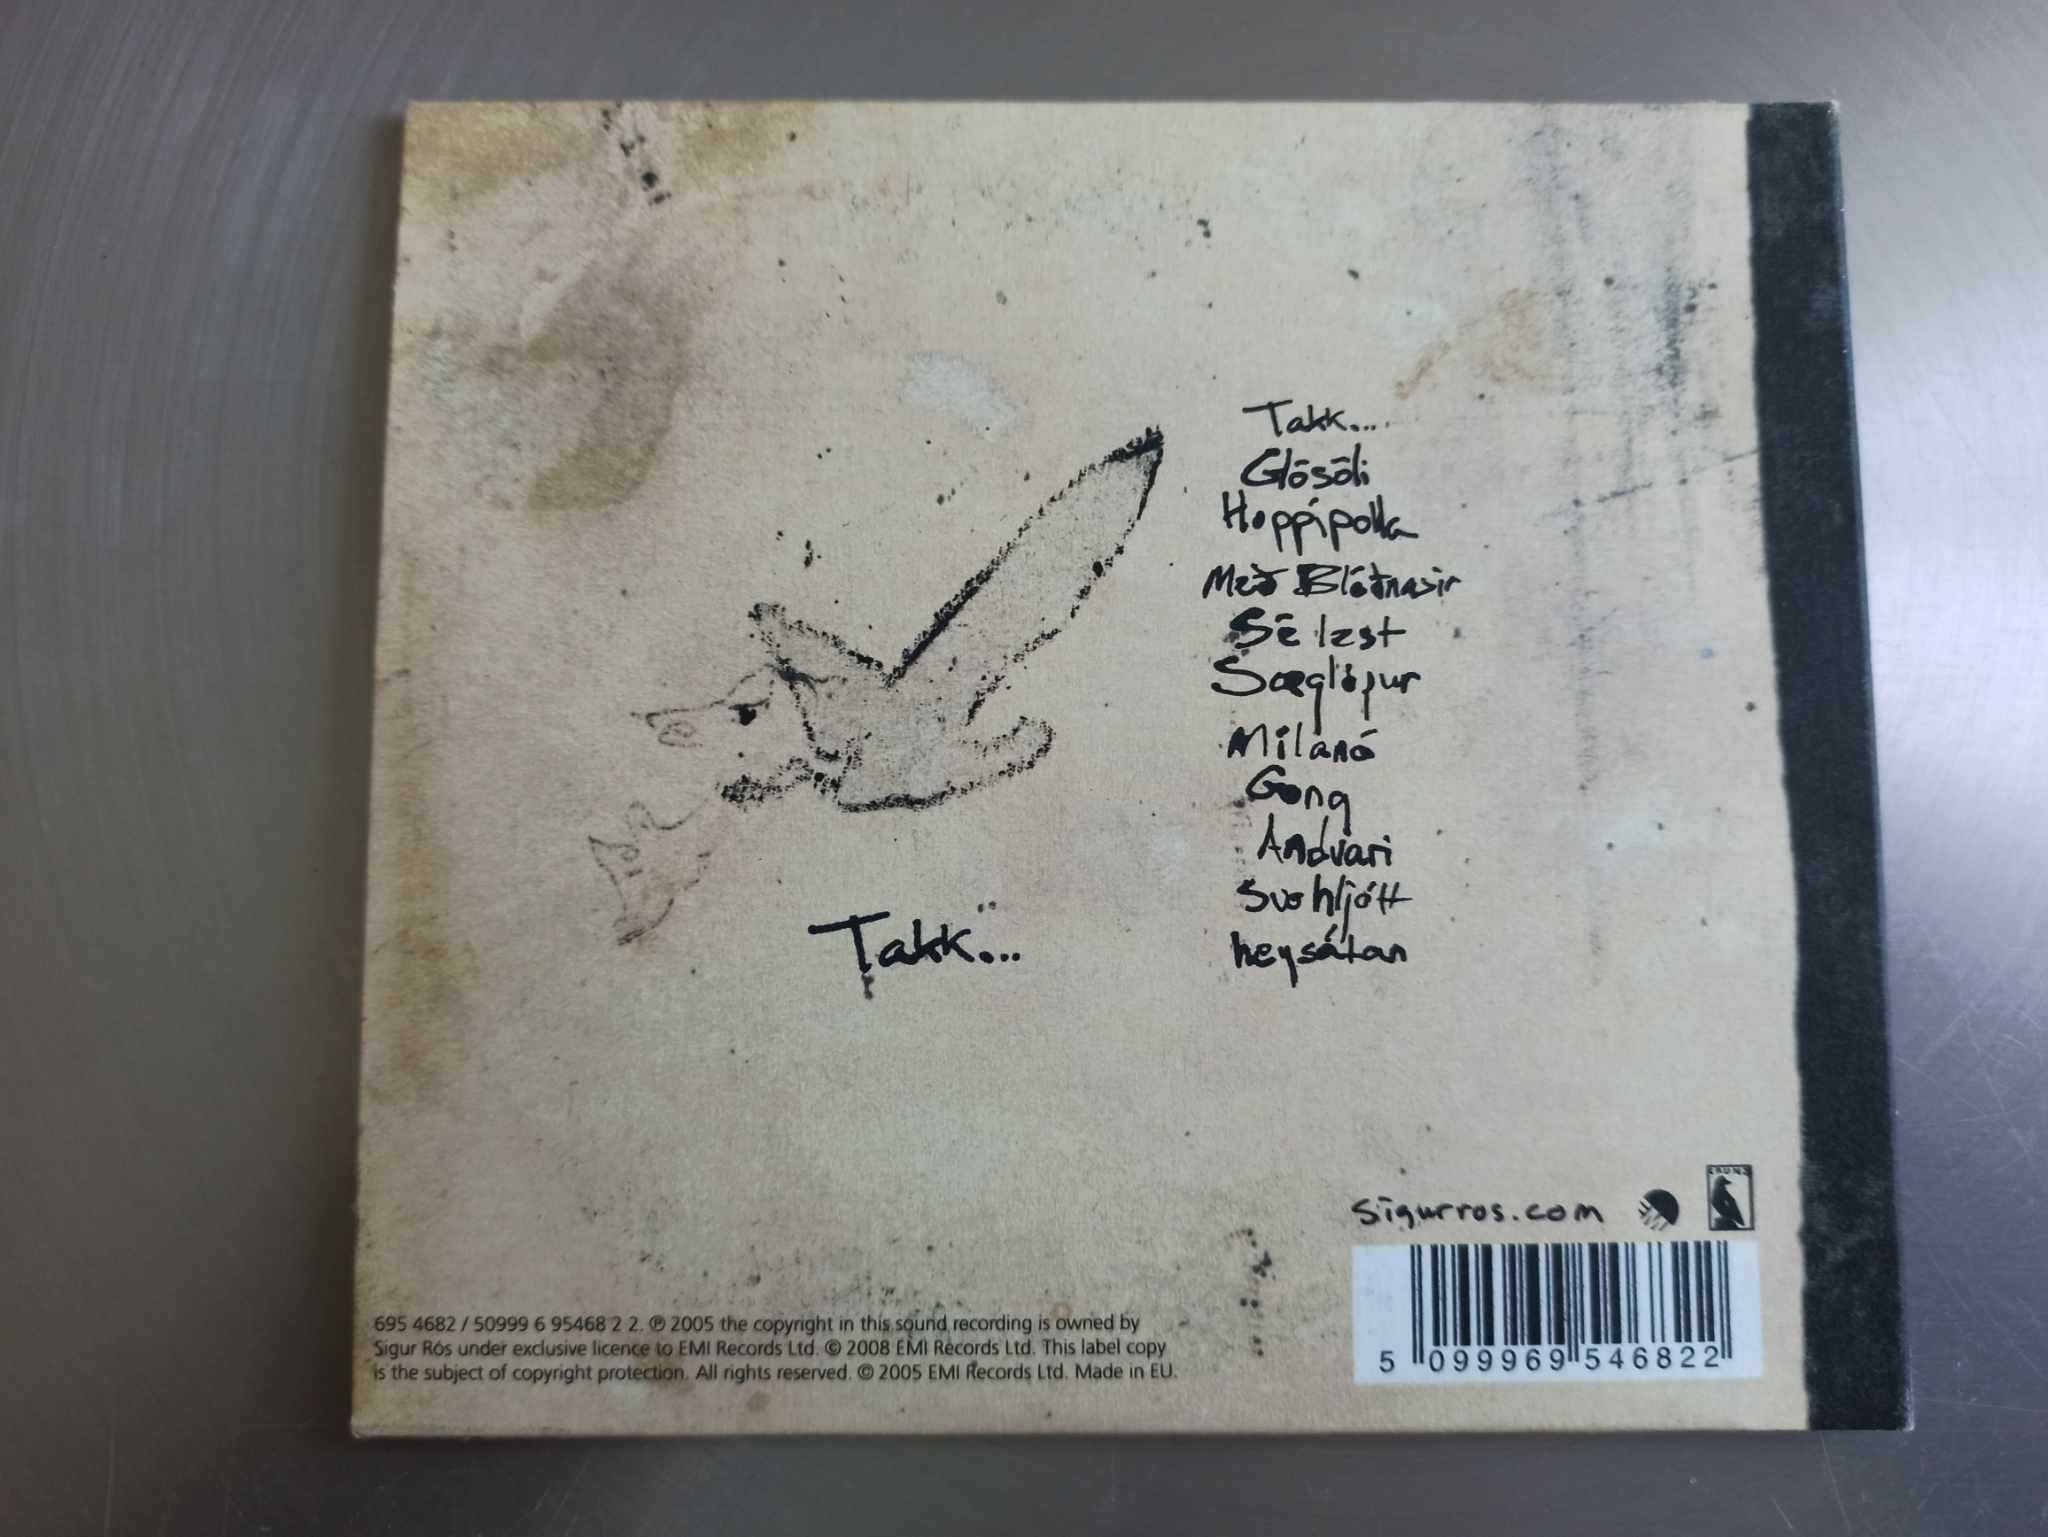 Takk...
Glósóli
Hoppípolla
Með Blóðnasir
Sé lest
Sæglópur
Mílanó
Gong
Andvari
Svo hljótt
heysátan
Takk...
sigurros.com
5 099969 546822
695 4682 / 50999 6 95468 2 2. ℗ 2005 the copyright in this sound recording is owned by
Sigur Rós under exclusive licence to EMI Records Ltd. © 2008 EMI Records Ltd. This label copy
is the subject of copyright protection. All rights reserved. © 2005 EMI Records Ltd. Made in EU.